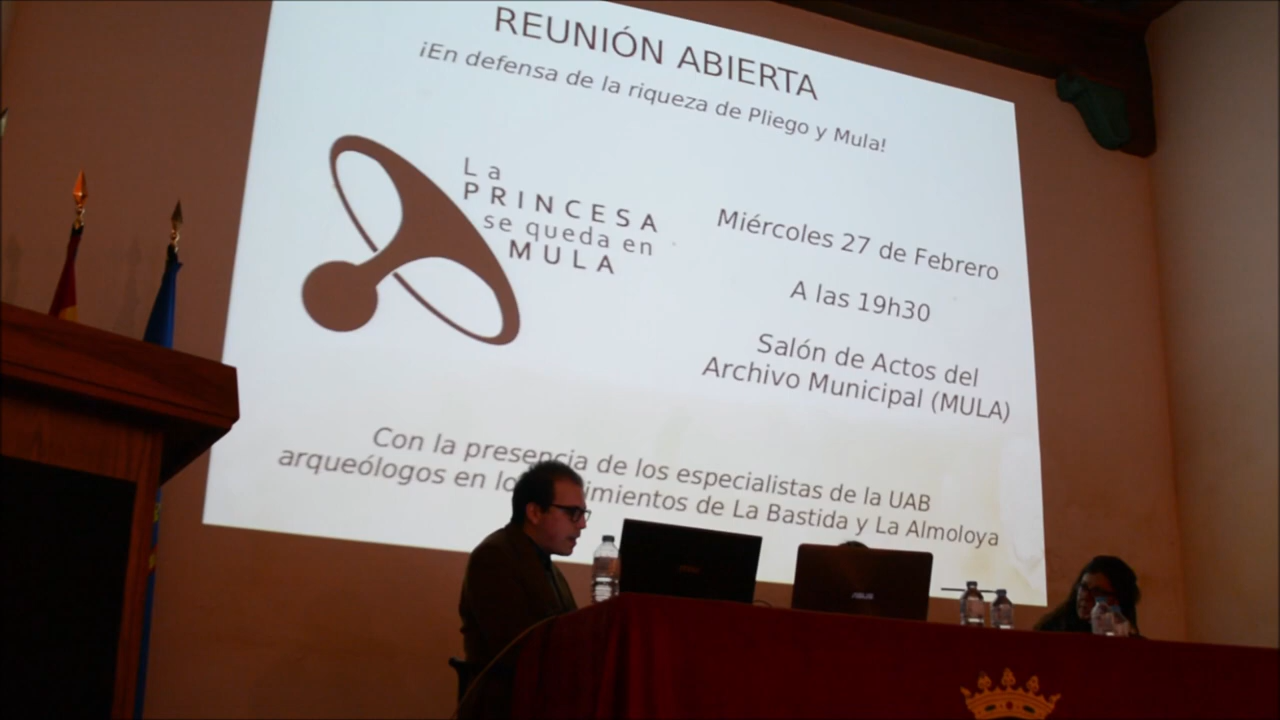 REUNIÓN ABIERTA
¡En defensa de la riqueza de Pliego y Mula!
La
PRINCESA
se queda en
MULA
Miércoles 27 de Febrero
A las 19h30
Salón de Actos del
Archivo Municipal (MULA)
Con la presencia de los especialistas de la UAB
arqueólogos en imientos de La Bastida y La Almoloya
ASUS